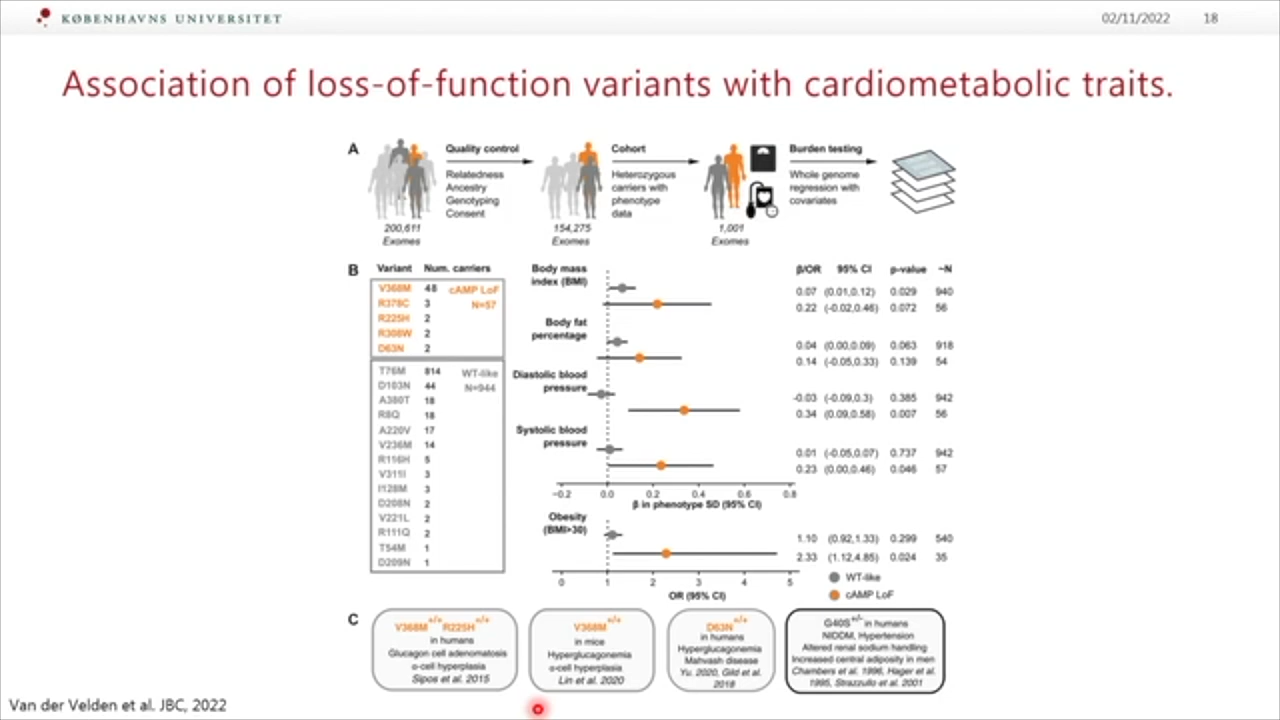 KØBENHAVNS UNIVERSITET
02/11/2022 18
Association of loss-of-function variants with cardiometabolic traits.
A
Quality control
Relatedness
Ancestry
Genotyping
Consent
200,611
Exomes
154,275
Exomes
Cohort
Heterozygous
carriers with
phenotype
data
1,001
Exomes
Burden testing
Whole genome
regression with
covariates
B
Variant Num. carriers
V368M 48 cAMP LoF
R378C 3 N=57
R225H 2
R308W 2
D63N 2
T76M 814 WT-like
D103N 44 N=944
A380T 18
R8Q 18
A220V 17
V236M 14
R116H 5
V311I 3
I128M 3
D208N 2
V221L 2
R111Q 2
T54M 1
D209N 1
Body mass
index (BMI)
Body fat
percentage
Diastolic blood
pressure
Systolic blood
pressure
−0.2 0.0 0.2 0.4 0.6 0.8
β in phenotype SD (95% CI)
Obesity
(BMI>30)
0 1 2 3 4 5
OR (95% CI)
β/OR 95% CI p-value ~N
0.07 (0.01,0.12) 0.029 940
0.22 (-0.02,0.46) 0.072 56
0.04 (0.00,0.09) 0.063 918
0.14 (-0.05,0.33) 0.139 54
-0.03 (-0.09,0.3) 0.385 942
0.34 (0.09,0.58) 0.007 56
0.01 (-0.05,0.07) 0.737 942
0.23 (0.00,0.46) 0.046 57
1.10 (0.92,1.33) 0.299 540
2.33 (1.12,4.85) 0.024 35
WT-like
cAMP LoF
C
V368M+/+ R225H+/+
in humans
Glucagon cell adenomatosis
α-cell hyperplasia
Sipos et al. 2015
V368M+/+
in mice
Hyperglucagonemia
α-cell hyperplasia
Lin et al. 2020
D63N+/+
in humans
Hyperglucagonemia
Mahvash disease
Yu. 2020, Gild et al.
2018
G40S+/- in humans
NIDDM, Hypertension
Altered renal sodium handling
Increased central adiposity in men
Chambers et al. 1996, Hager et al.
1995, Strazzullo et al. 2001
Van der Velden et al. JBC, 2022